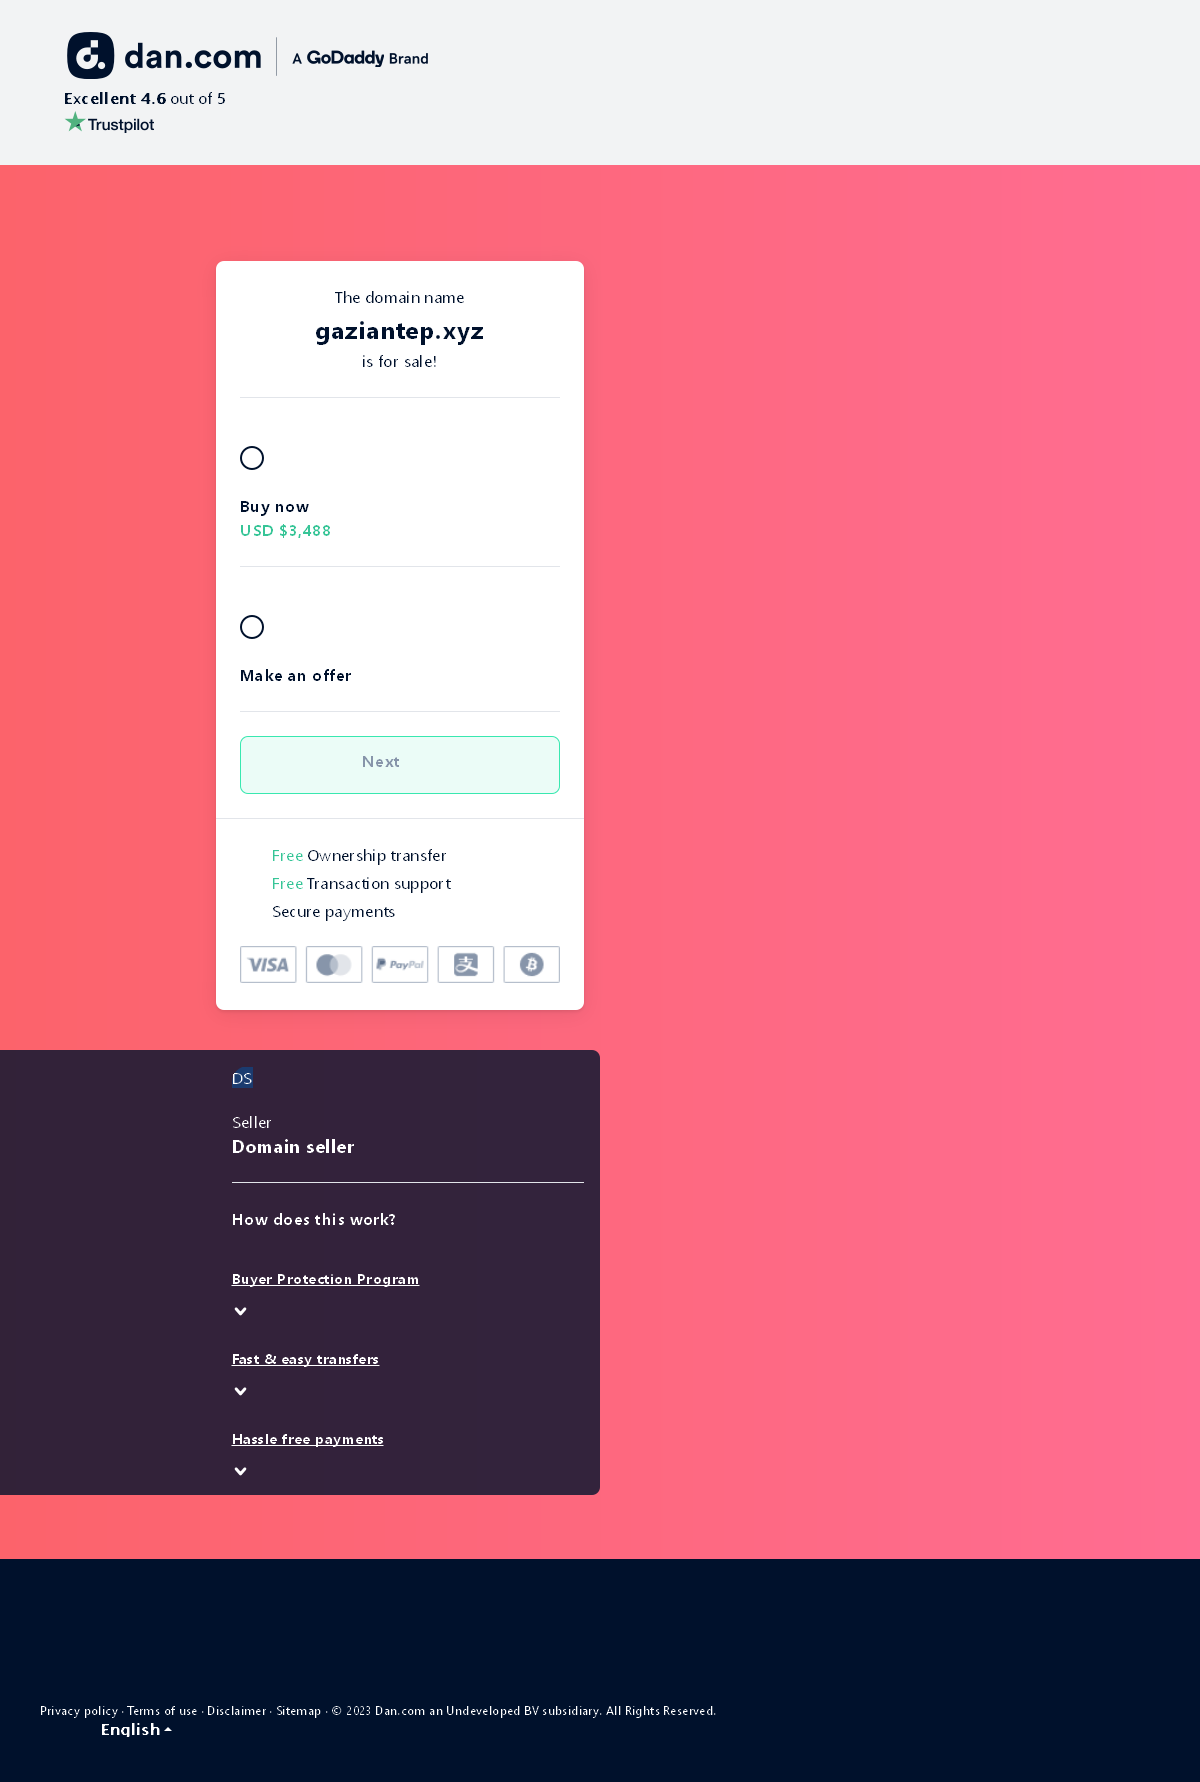 dan.com
A GoDaddy Brand
Excellent 4.6 out of 5
Trustpilot
The domain name
gaziantep.xyz
is for sale!
Buy now
USD $3,488
Make an offer
Next
Free Ownership transfer
Free Transaction support
Secure payments
VISA PayPal 支
DS
Seller
Domain seller
How does this work?
Buyer Protection Program
Fast & easy transfers
Hassle free payments
Privacy policy · Terms of use · Disclaimer · Sitemap · © 2023 Dan.com an Undeveloped BV subsidiary. All Rights Reserved.
English